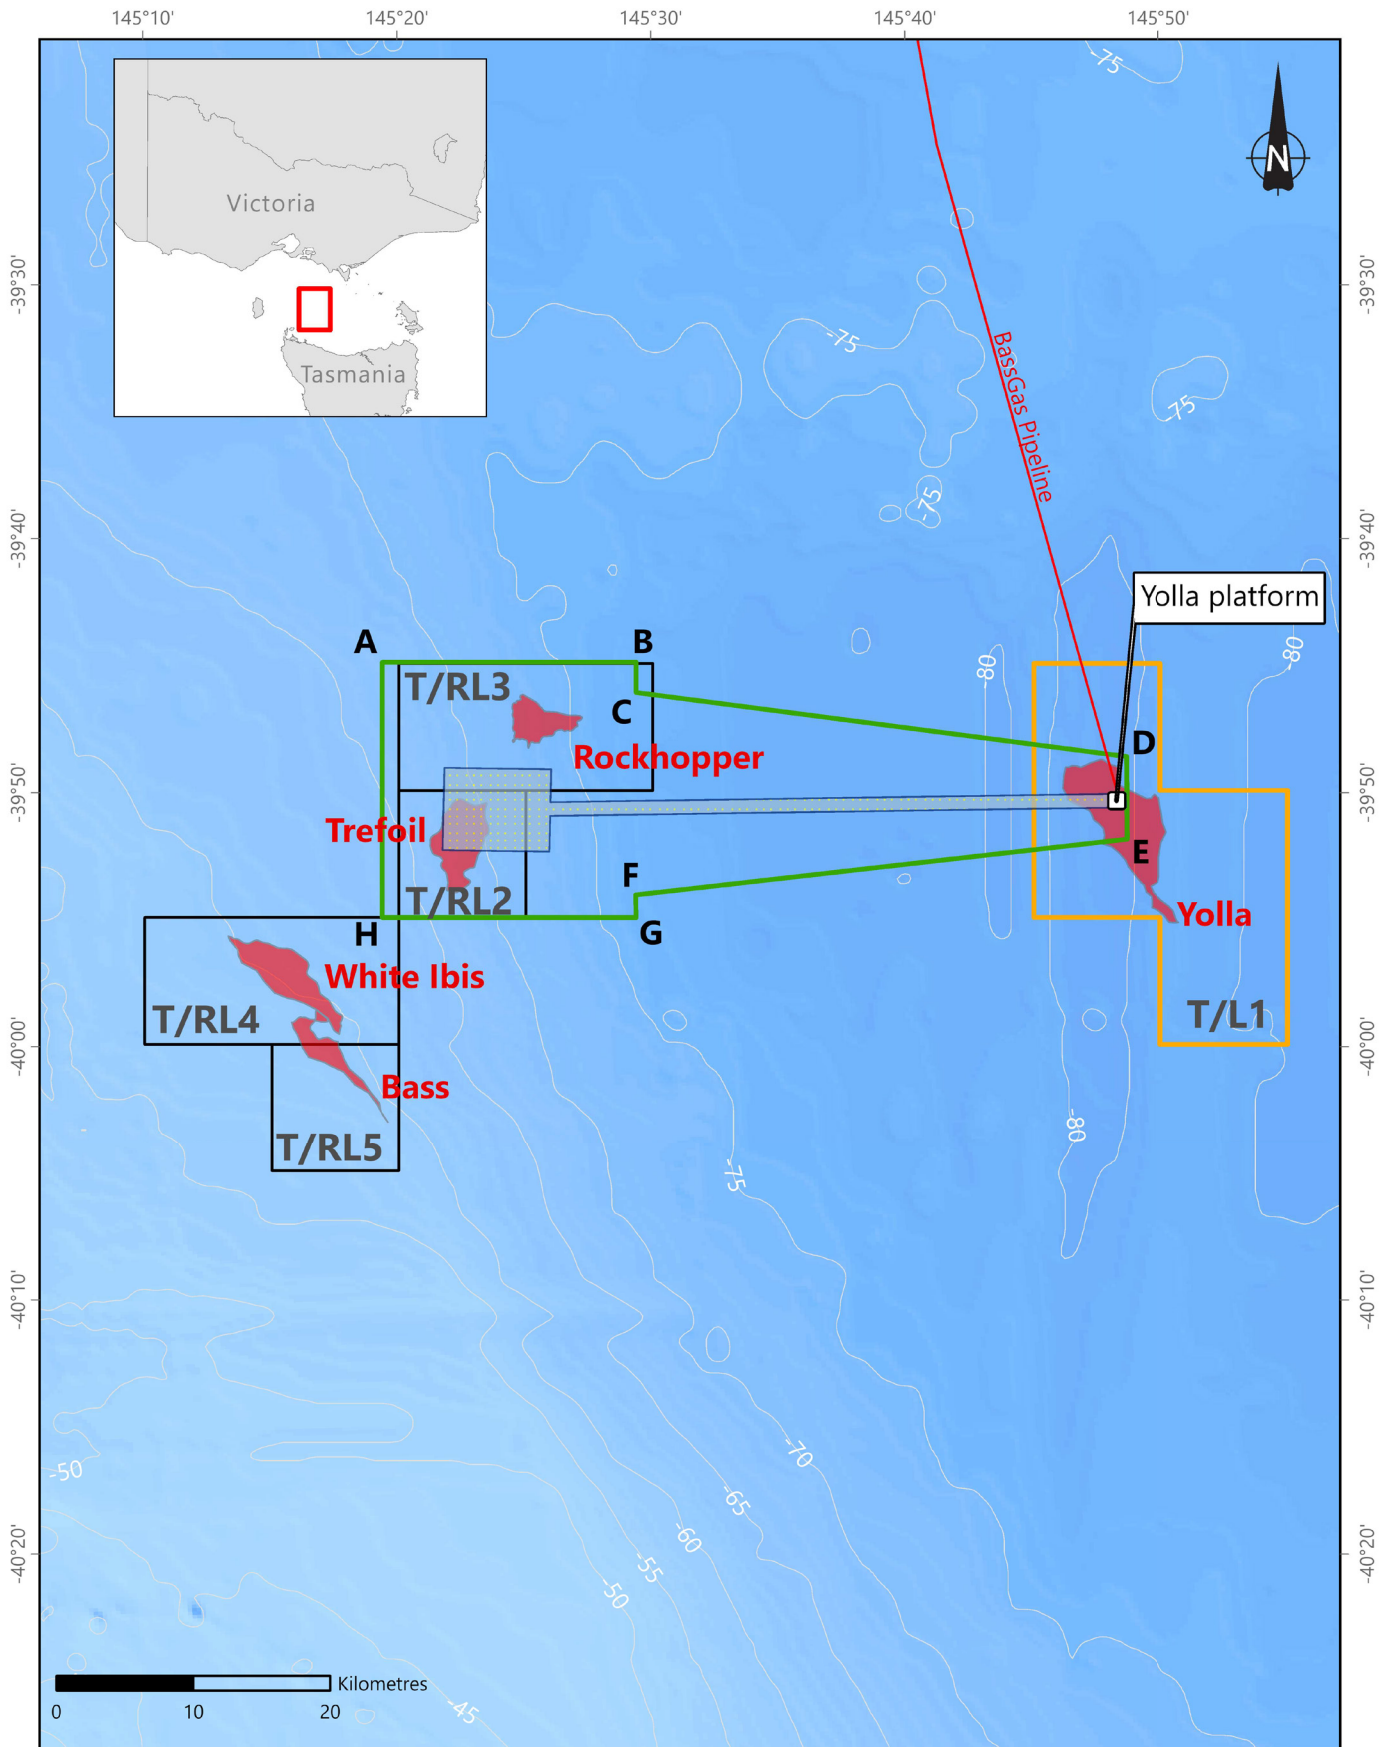 145°10'
145°20'
145°30'
145°40'
145°50'
-75
N
Victoria
Tasmania
-39°30'
-39°30'
BassGas Pipeline
-75
-75
-75
-39°40'
-39°40'
Yolla platform
A
B
-80
-80
T/RL3
C
D
Rockhopper
-39°50'
-39°50'
Trefoil
E
F
T/RL2
Yolla
H
G
White Ibis
T/RL4
T/L1
-40°00'
-40°00'
Bass
-80
T/RL5
-75
-40°10'
-40°10'
-70
-50
-65
-60
-55
-50
-40°20'
-40°20'
Kilometres
0
10
20
-45